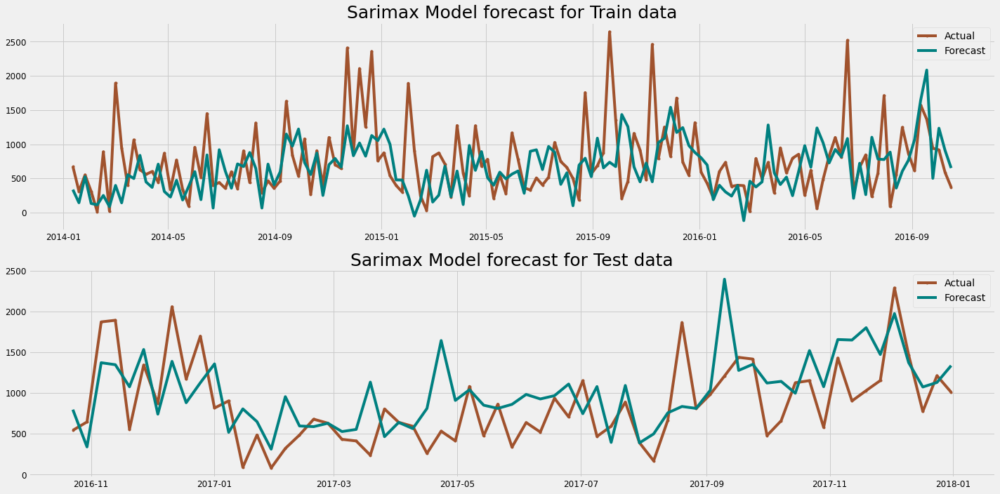 Sarimax Model forecast for Train data
Actual
Forecast
2500
2000
1500
1000
500
0
2014-01 2014-05 2014-09 2015-01 2015-05 2015-09 2016-01 2016-05 2016-09
Sarimax Model forecast for Test data
Actual
Forecast
2500
2000
1500
1000
500
0
2016-11 2017-01 2017-03 2017-05 2017-07 2017-09 2017-11 2018-01